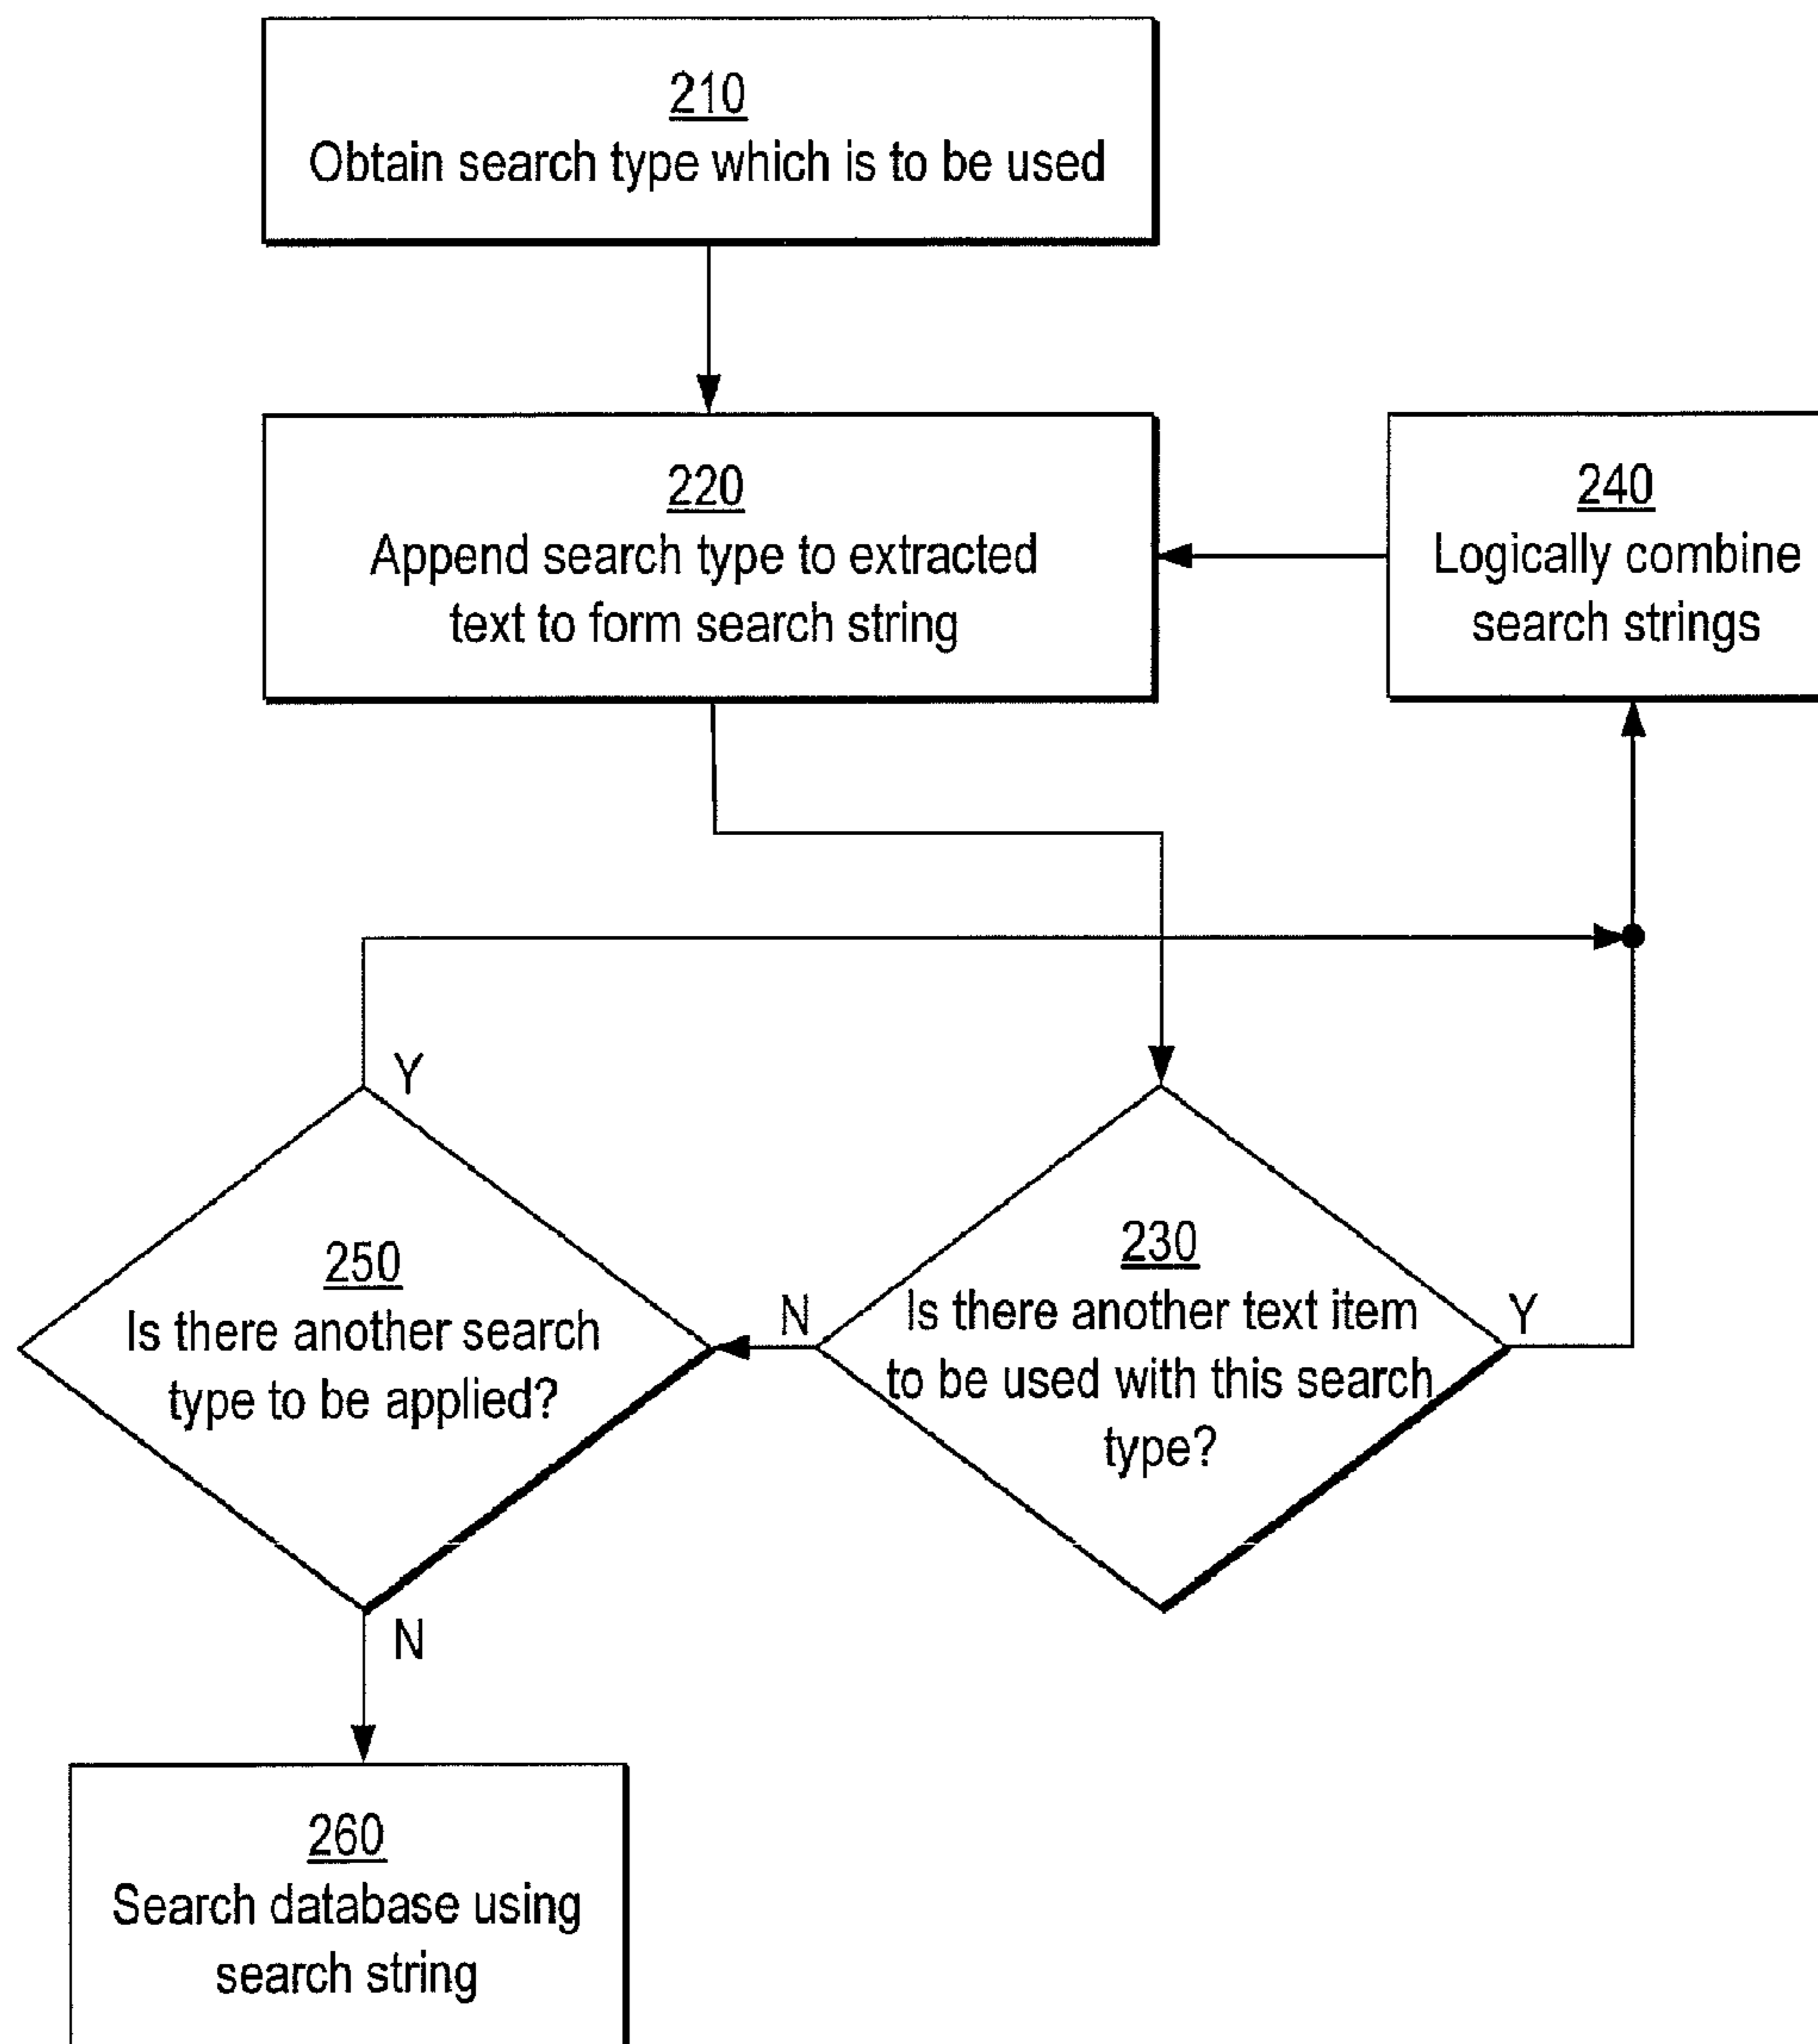 210
Obtain search type which is to be used
220
Append search type to extracted
text to form search string
240
Logically combine
search strings
Y
250
Is there another search
type to be applied?
N
230
Is there another text item
to be used with this search
type?
Y
N
260
Search database using
search string